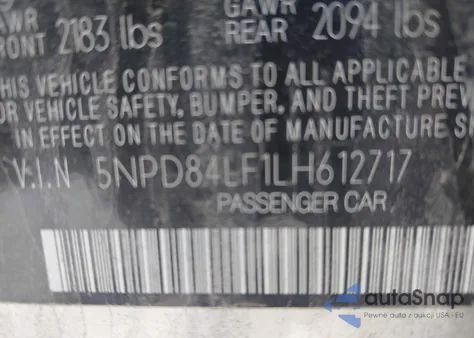 GAWR GAWR
FRONT 2183 lbs REAR 2094 lbs
THIS VEHICLE CONFORMS TO ALL APPLICABLE
OR VEHICLE SAFETY, BUMPER, AND THEFT PREV
IN EFFECT ON THE DATE OF MANUFACTURE S
V.I.N 5NPD84LF1LH612717
PASSENGER CAR
autoSnap
Pewne auta z aukcji USA - EU